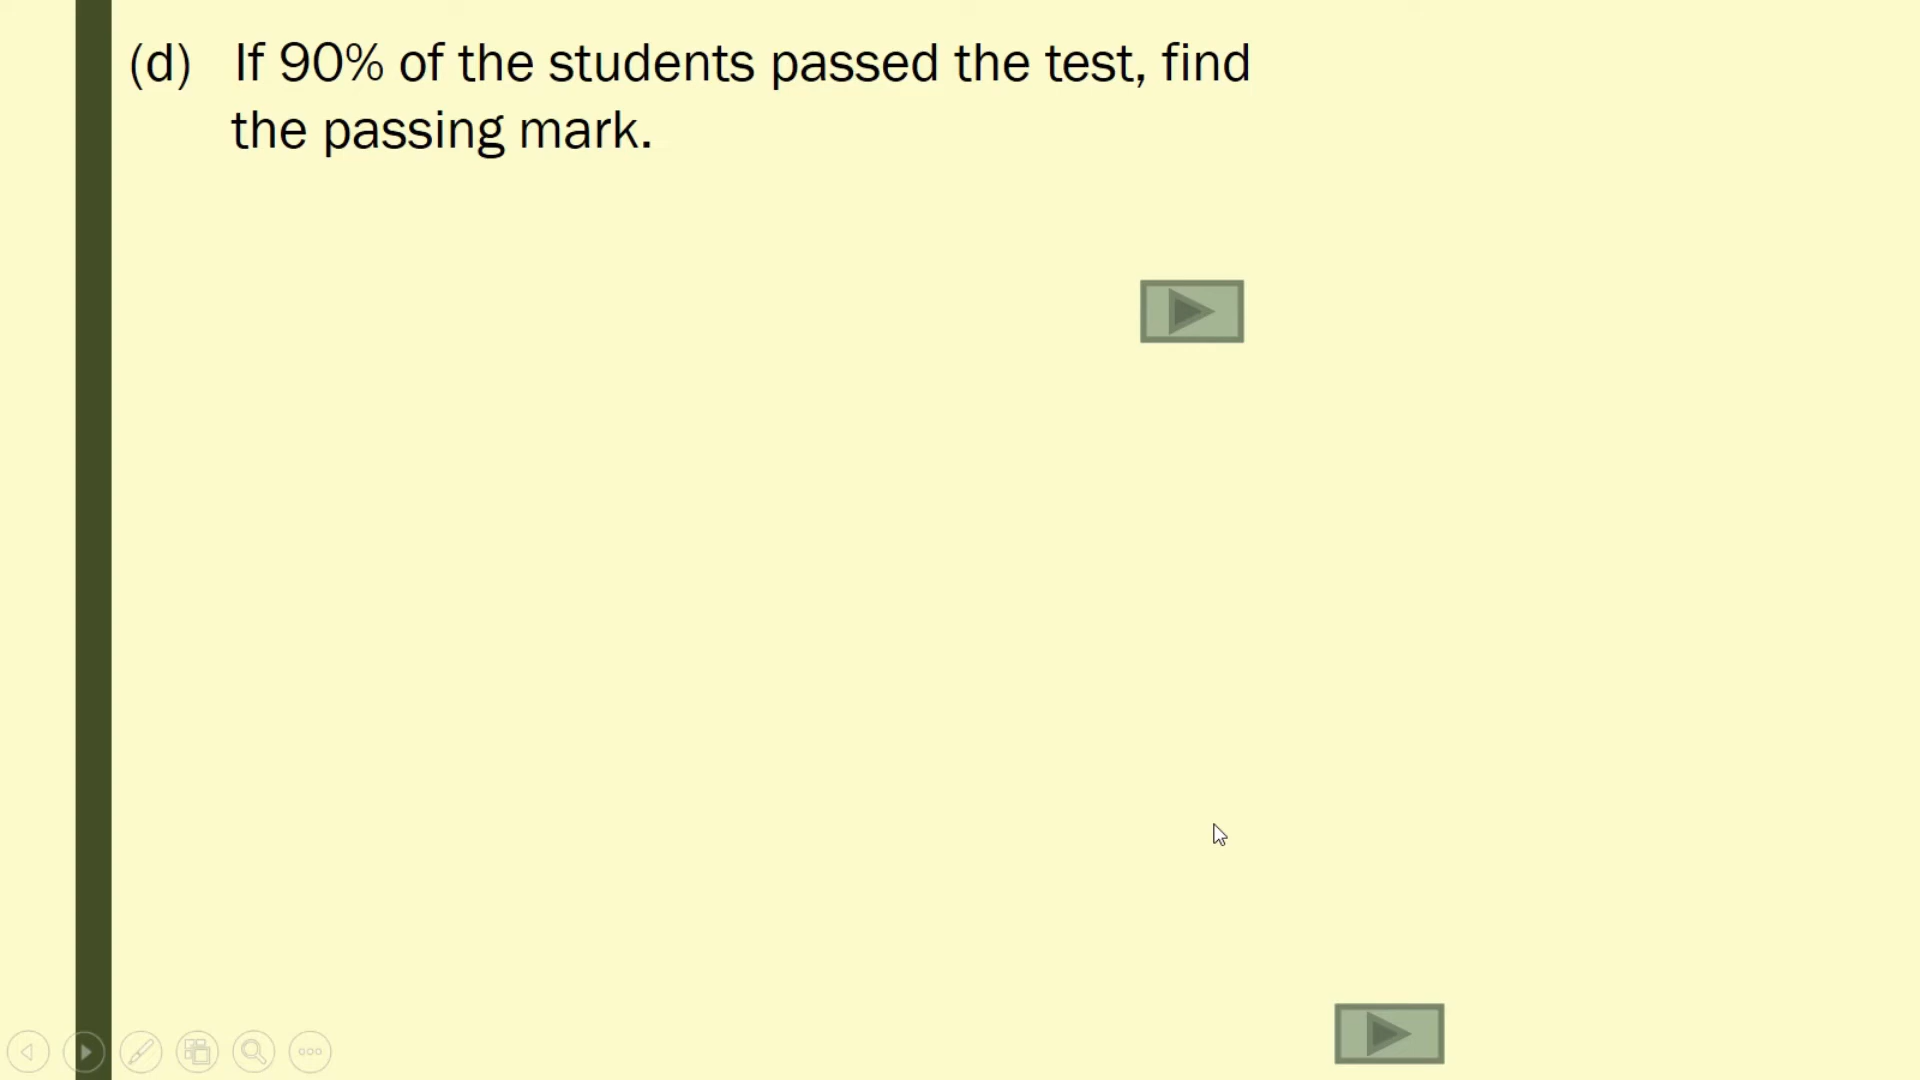 (d) If 90% of the students passed the test, find
the passing mark.